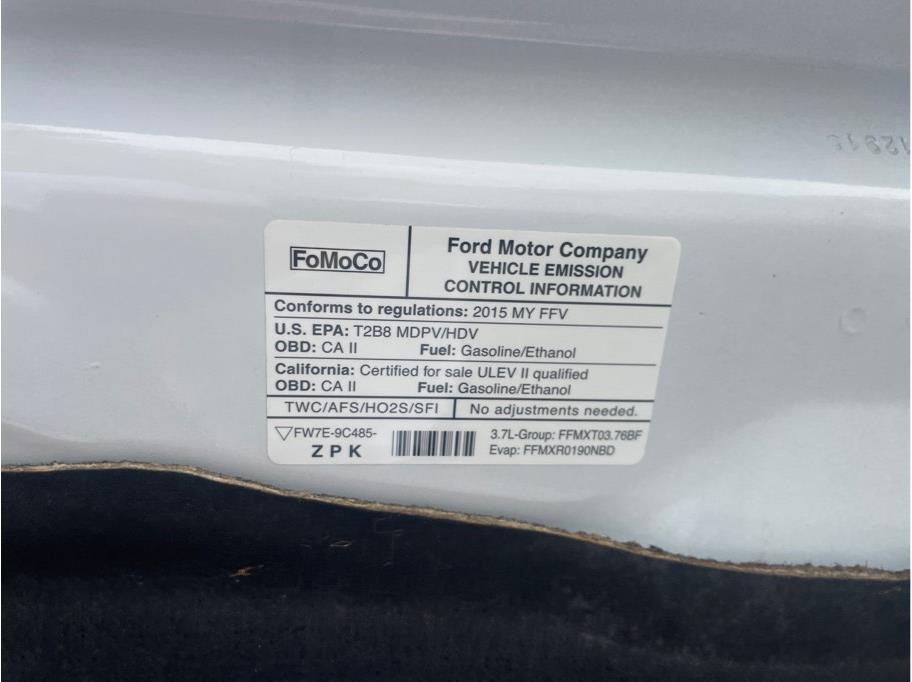 FoMoCo
Ford Motor Company
VEHICLE EMISSION
CONTROL INFORMATION
Conforms to regulations: 2015 MY FFV
U.S. EPA: T2B8 MDPV/HDV
OBD: CA II Fuel: Gasoline/Ethanol
California: Certified for sale ULEV II qualified
OBD: CA II Fuel: Gasoline/Ethanol
TWC/AFS/HO2S/SFI No adjustments needed.
FW7E-9C485-
Z P K
3.7L-Group: FFMXT03.76BF
Evap: FFMXR0190NBD